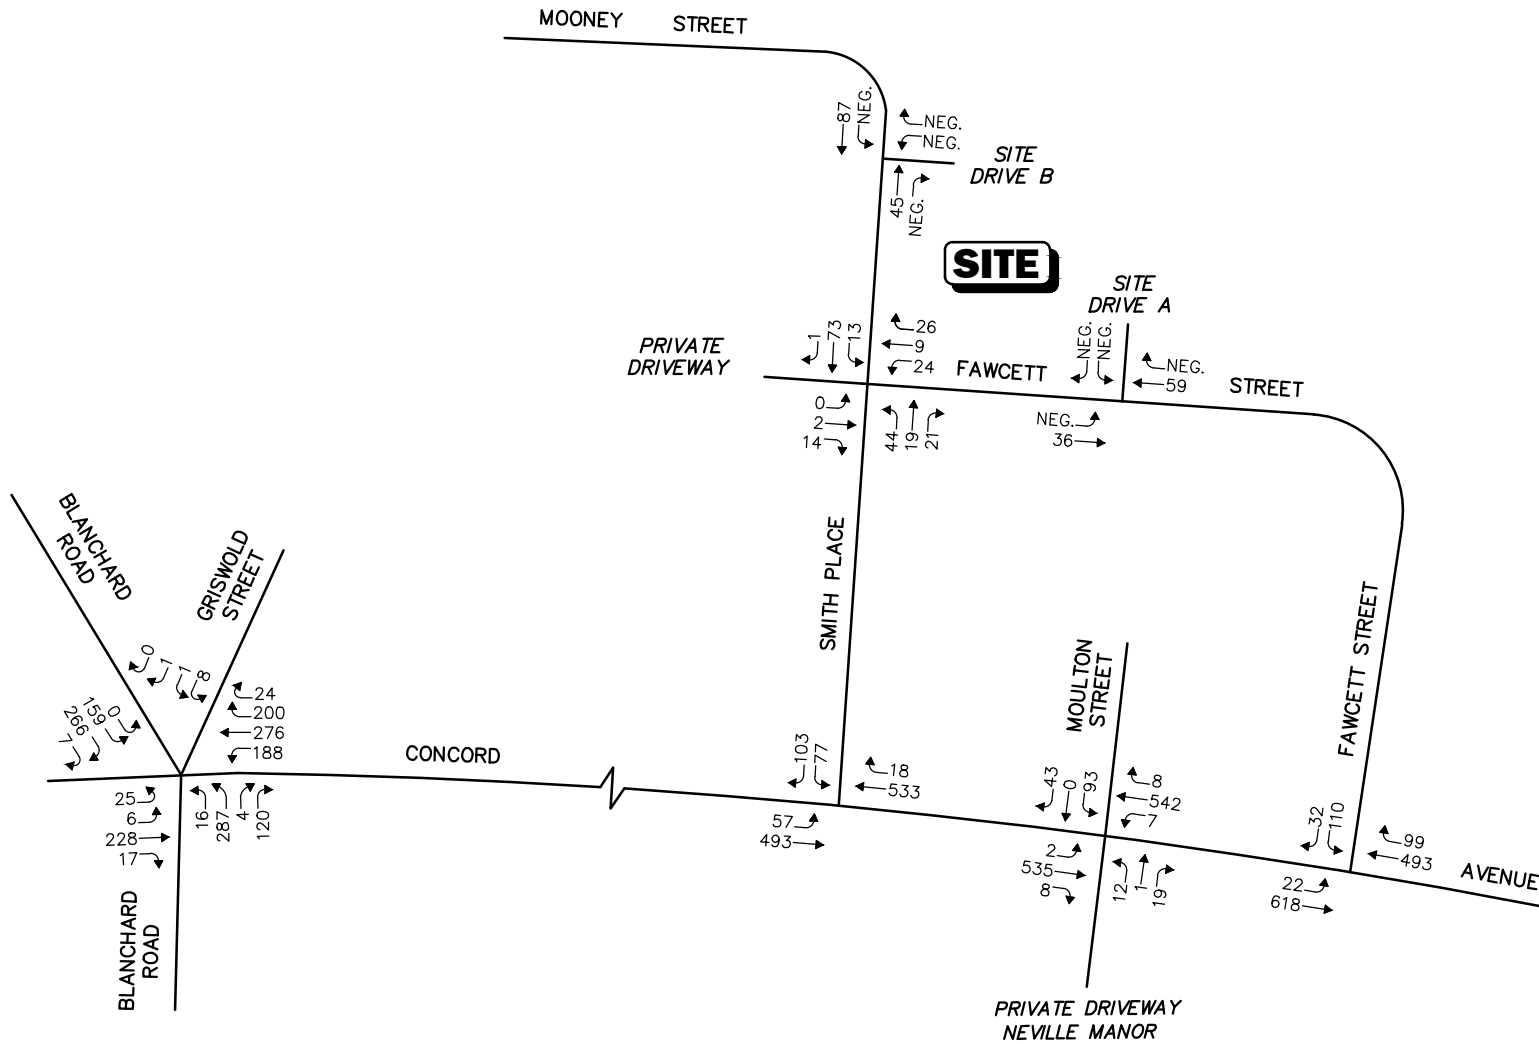 MOONEY STREET
87
NEG.
NEG.
NEG.
SITE
DRIVE B
45
NEG.
SITE
SITE
DRIVE A
PRIVATE
DRIVEWAY
1
73
13
26
9
24
FAWCETT STREET
NEG.
NEG.
NEG.
59
0
2
14
44
19
21
NEG.
36
BLANCHARD
ROAD
GRISWOLD
STREET
SMITH PLACE
MOULTON
STREET
FAWCETT STREET
0
1
1
8
24
200
276
188
0
159
266
7
CONCORD AVENUE
25
6
228
17
16
287
4
120
BLANCHARD
ROAD
103
77
18
533
57
493
43
0
93
8
542
7
2
535
8
12
1
19
32
110
99
493
22
618
PRIVATE DRIVEWAY
NEVILLE MANOR